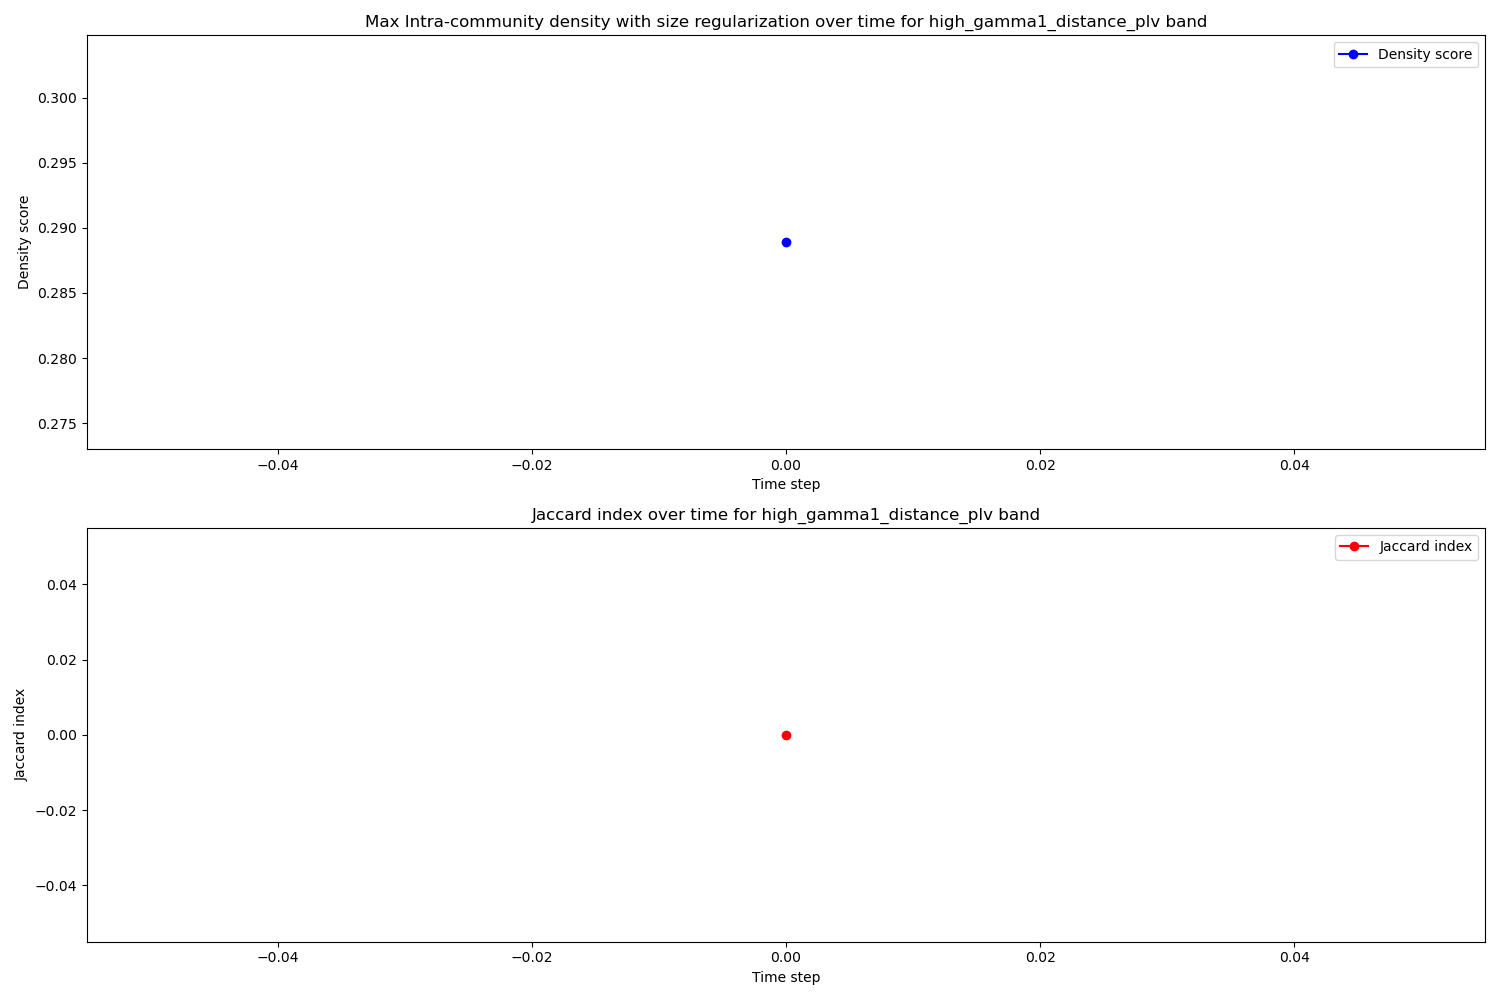 Max Intra-community density with size regularization over time for high_gamma1_distance_plv band
Density score
0.300
0.295
0.290
0.285
0.280
0.275
Density score
−0.04
−0.02
0.00
0.02
0.04
Time step
Jaccard index over time for high_gamma1_distance_plv band
Jaccard index
0.04
0.02
0.00
−0.02
−0.04
Jaccard index
−0.04
−0.02
0.00
0.02
0.04
Time step